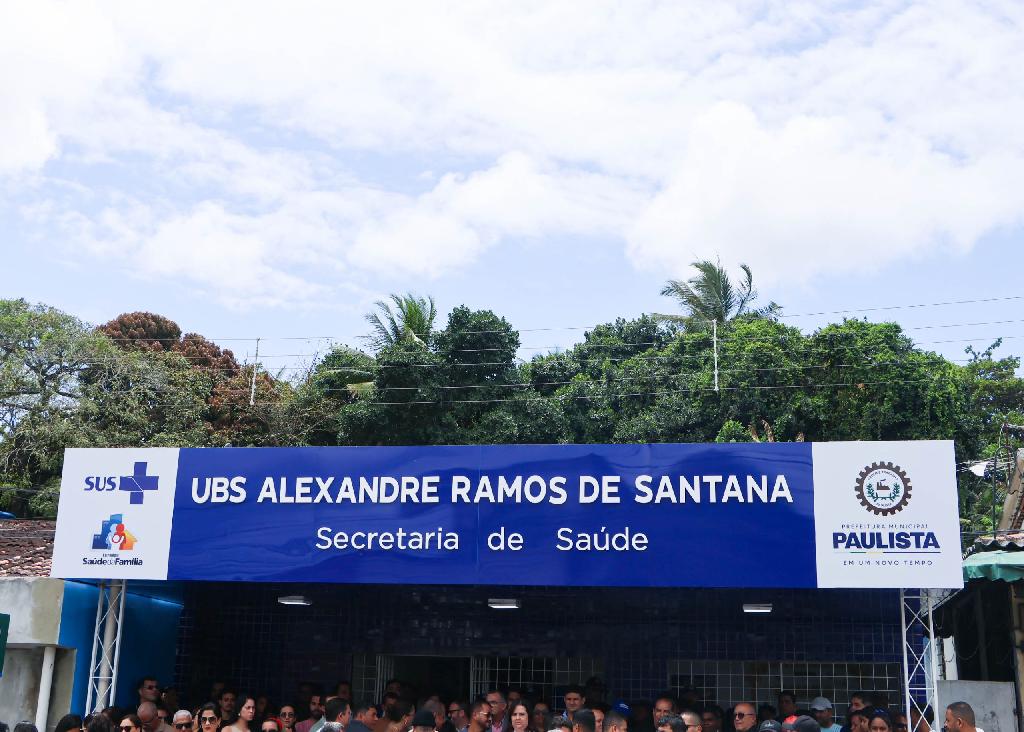 SUS
Saúde da Família
UBS ALEXANDRE RAMOS DE SANTANA
Secretaria de Saúde
PREFEITURA MUNICIPAL
PAULISTA
EM UM NOVO TEMPO